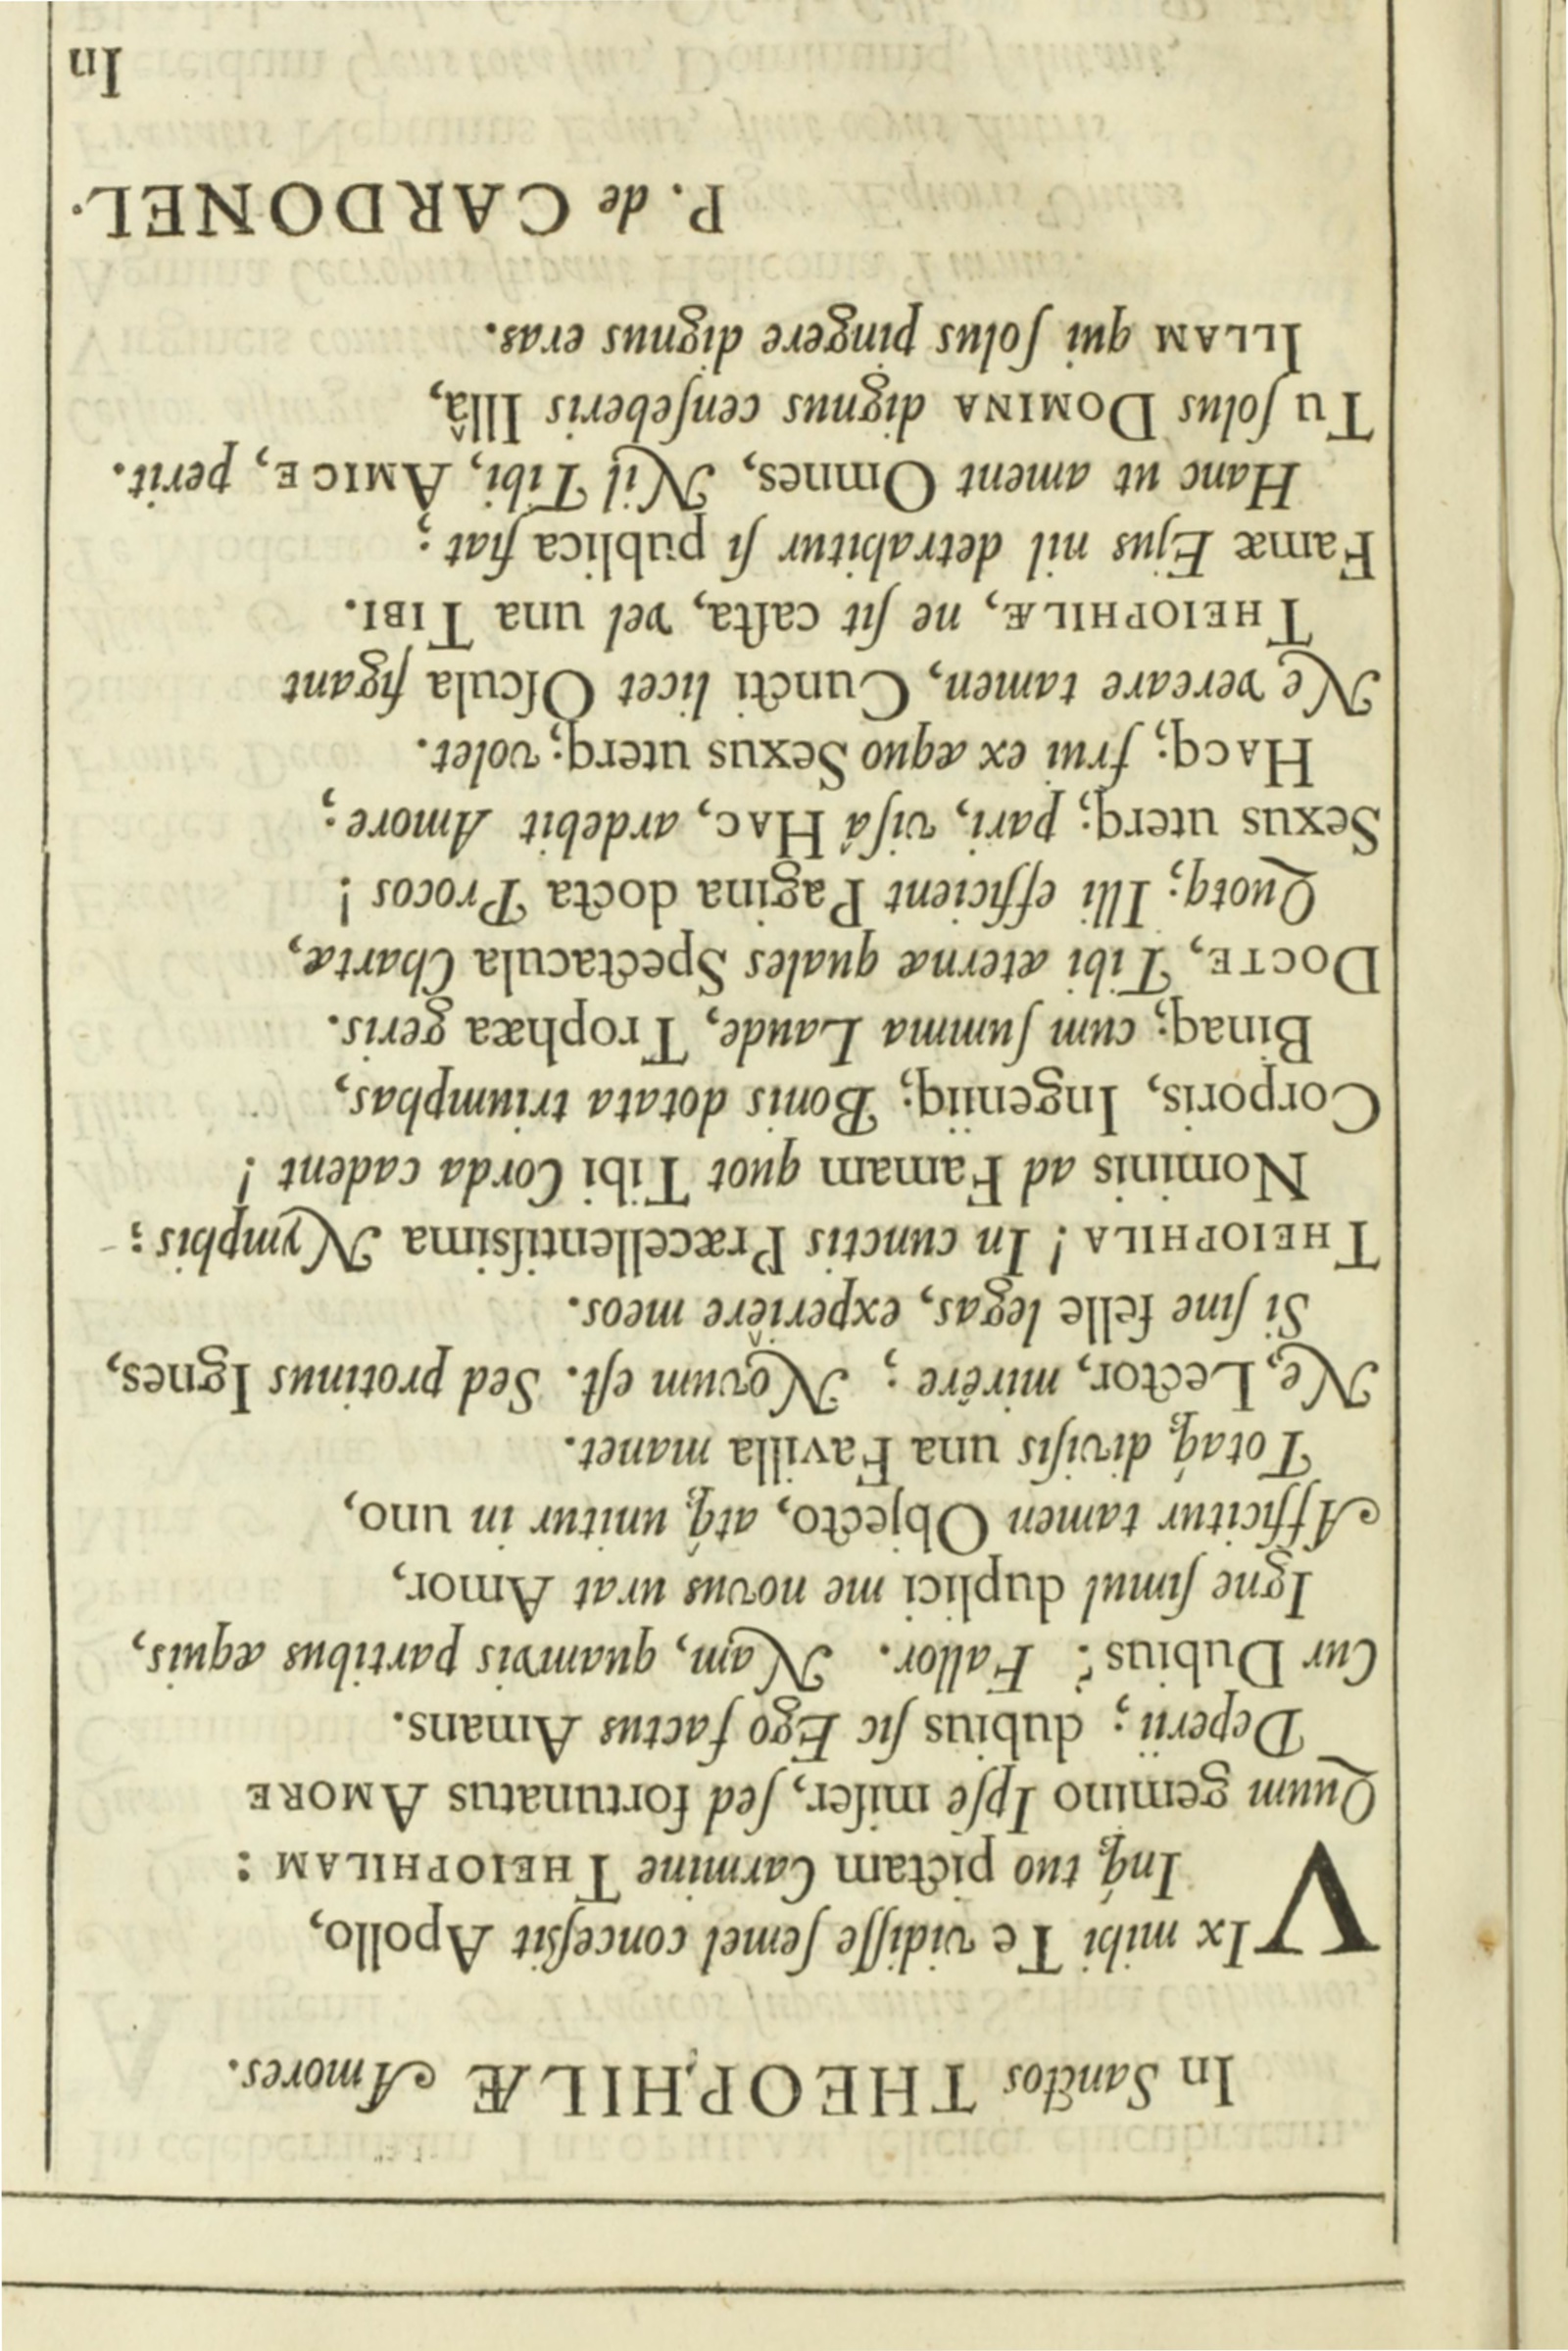 In Sanctos THEOPHILÆ Amores.
VIx mihi Te vidiſſe ſemel conceſsit Apollo,
Inq́; tuo pictam Carmine THEIOPHILAM :
Quum gemino Ipſe miſer, ſed fortunatus AMORE
Deperii ; dubius ſic Ego factus Amans.
Cur Dubius ? Fallor. Nam, quamvis partibus æquis,
Igne ſimul duplici me novus urat Amor,
Afficitur tamen Objecto, atq́; unitur in uno,
Totaq́; diviſis una Favilla manet.
Ne, Lector, mirêre ; Novum eſt. Sed protinus Ignes,
Si ſine felle legas, experiêre meos.
THEIOPHILA ! In cunctis Præcellentiſsima Nymphis ;
Nominis ad Famam quot Tibi Corda cadent !
Corporis, Ingeniiq; Bonis dotata triumphas,
Binaq; cum ſumma Laude, Trophæa geris.
DOCTE, Tibi æternæ quales Spectacula Chartæ,
Quotq; Illi efficient Pagina docta Procos !
Sexus uterq; pari, viſâ HAC, ardebit Amore ;
HACq; frui ex æquo Sexus uterq; volet.
Ne vereare tamen, Cuncti licet Oſcula figant
THEIOPHILÆ, ne ſit caſta, vel una TIBI.
Famæ Ejus nil detrahitur ſi publica fiat ;
Hanc ut ament Omnes, Nil Tibi, AMICE, perit.
Tu ſolus DOMINA dignus cenſeberis Illâ,
ILLAM qui ſolus pingere dignus eras.
P. de CARDONEL.
In